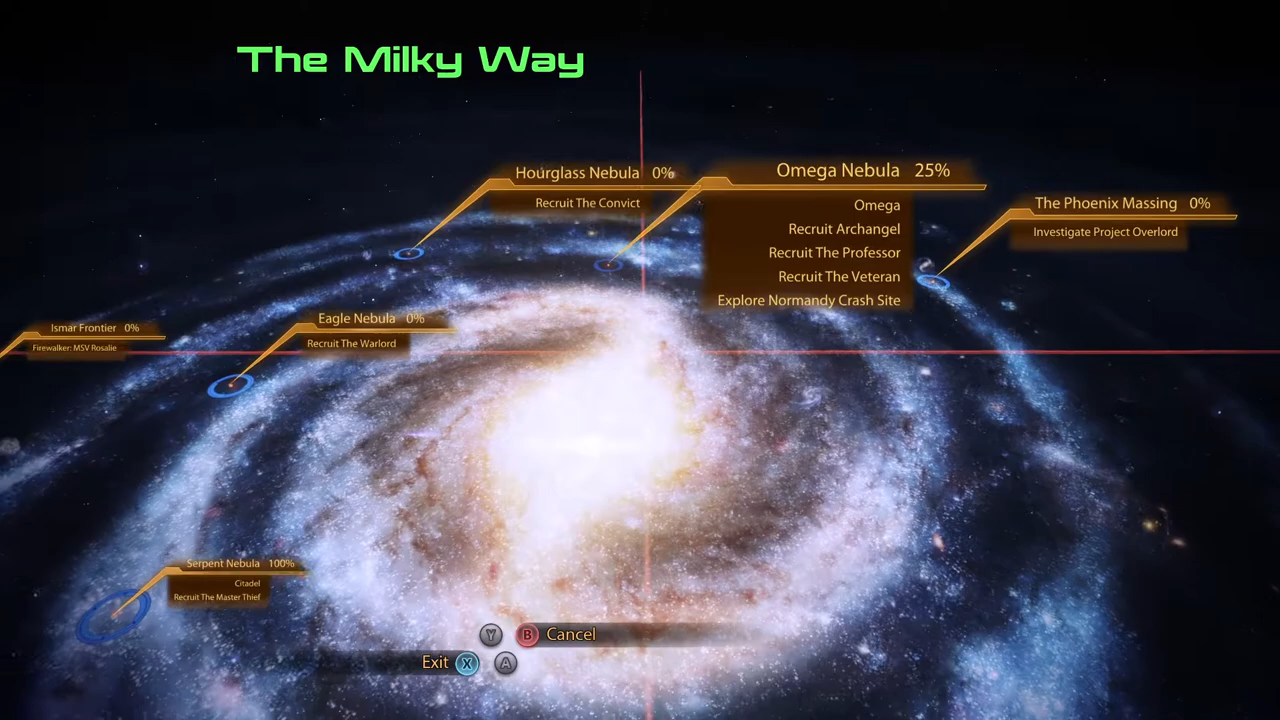 The Milky Way
Hourglass Nebula 0%
Recruit The Convict
Omega Nebula 25%
Omega
Recruit Archangel
Recruit The Professor
Recruit The Veteran
Explore Normandy Crash Site
The Phoenix Massing 0%
Investigate Project Overlord
Eagle Nebula 0%
Recruit The Warlord
Ismar Frontier 0%
Firewalker: MSV Rosalie
Serpent Nebula 100%
Citadel
Recruit The Master Thief
Y B Cancel
Exit X A